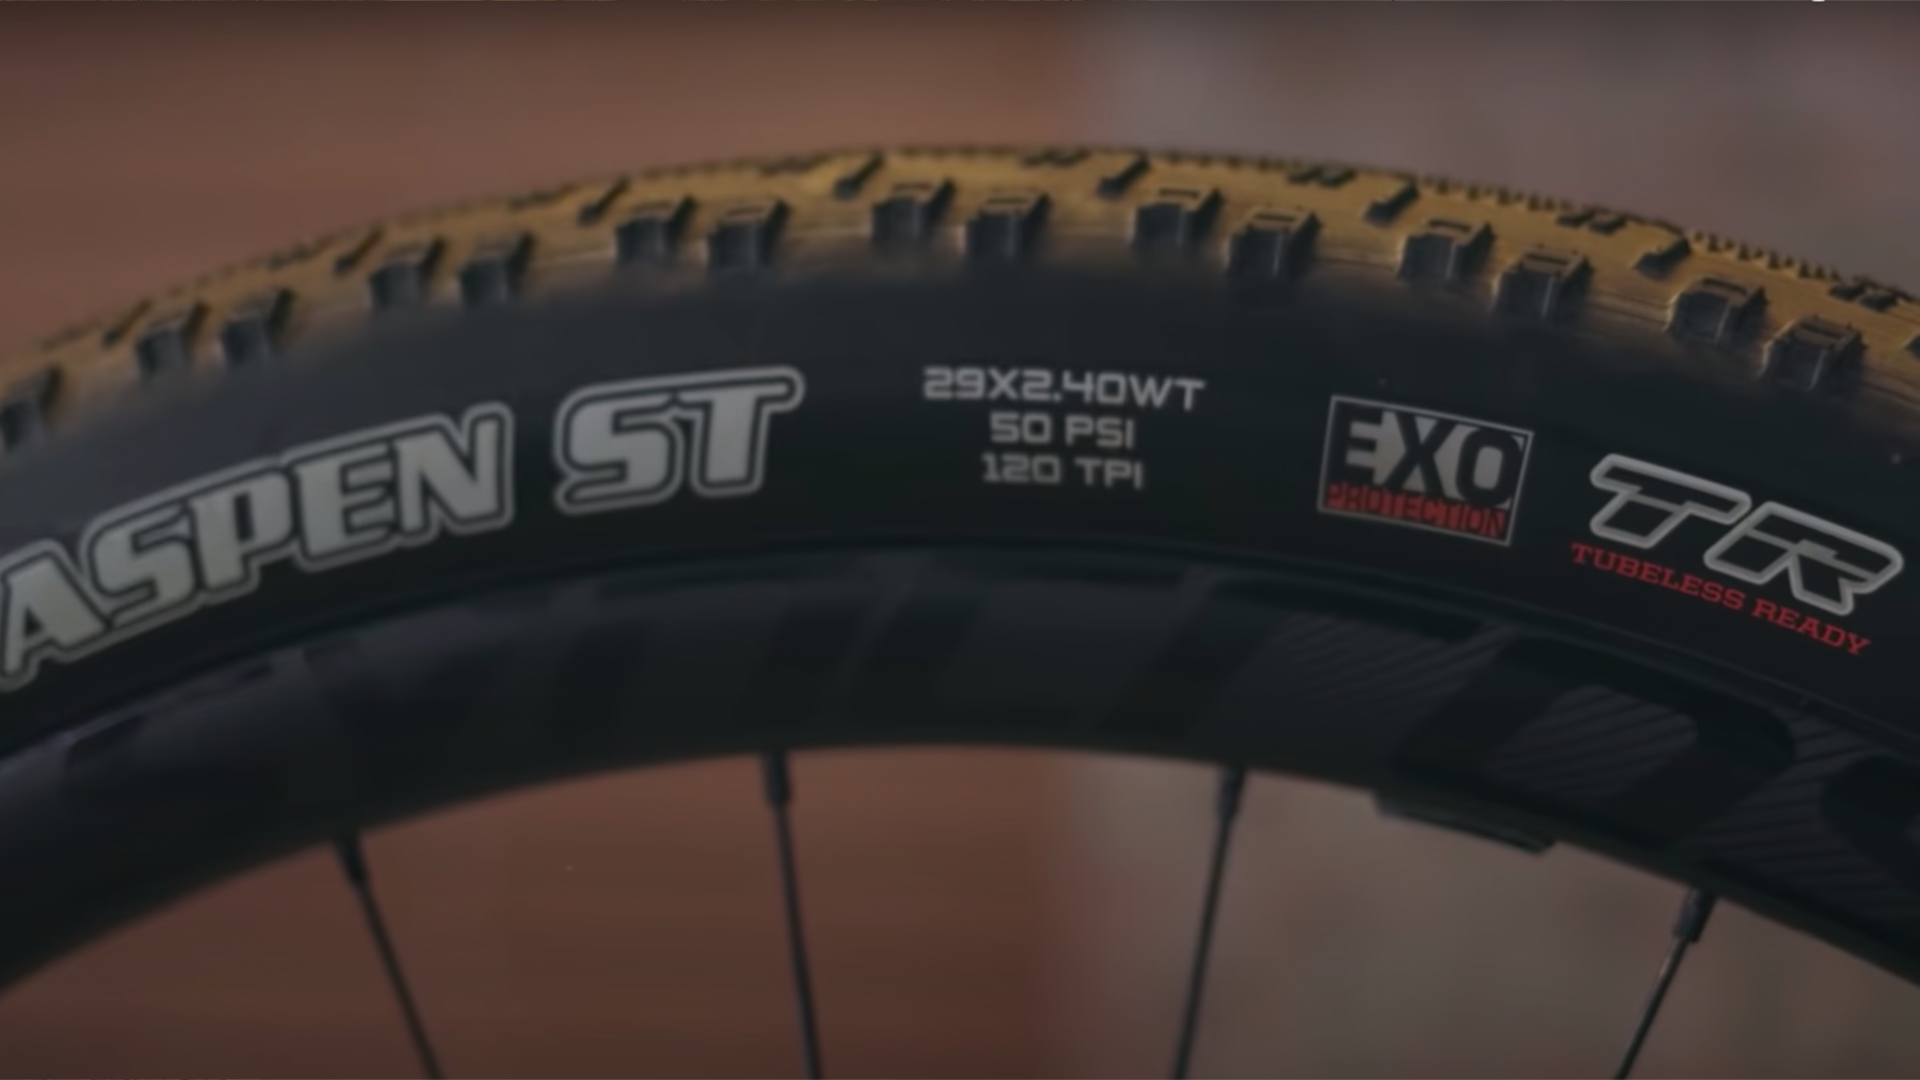 ASPEN ST
29X2.40WT
50 PSI
120 TPI
EXO
PROTECTION
TR
TUBELESS READY